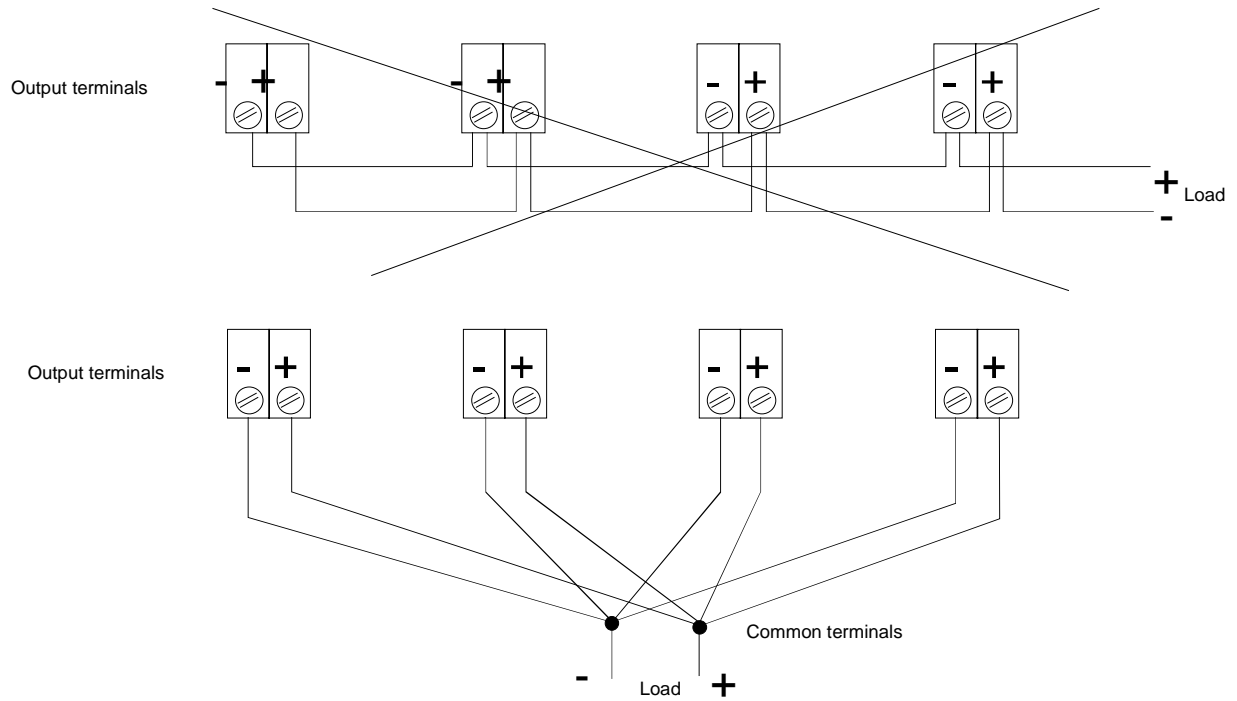 - + - + - + - +
Output terminals
+ Load
-
- + - + - + - +
Output terminals
Common terminals
- Load +